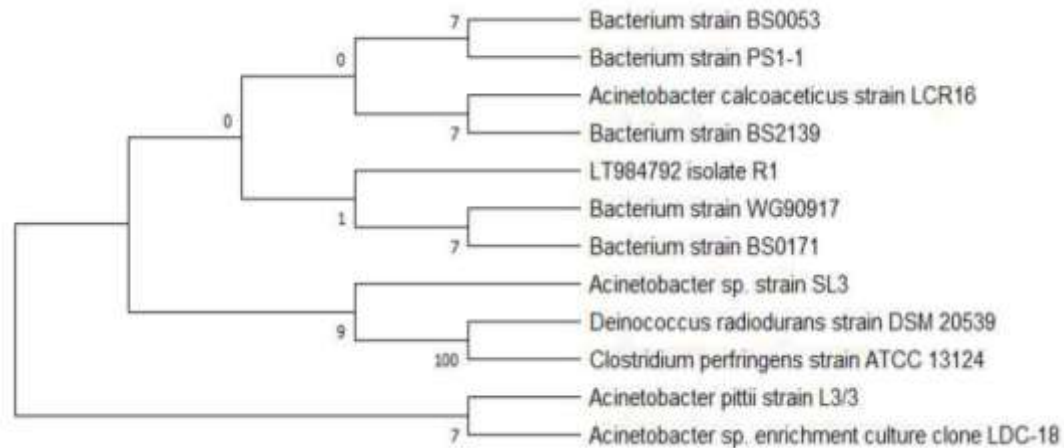 7
Bacterium strain BS0053
Bacterium strain PS1-1
0
Acinetobacter calcoaceticus strain LCR16
7
Bacterium strain BS2139
0
LT984792 isolate R1
1
Bacterium strain WG90917
7
Bacterium strain BS0171
Acinetobacter sp. strain SL3
9
Deinococcus radiodurans strain DSM 20539
100
Clostridium perfringens strain ATCC 13124
Acinetobacter pittii strain L3/3
7
Acinetobacter sp. enrichment culture clone LDC-18